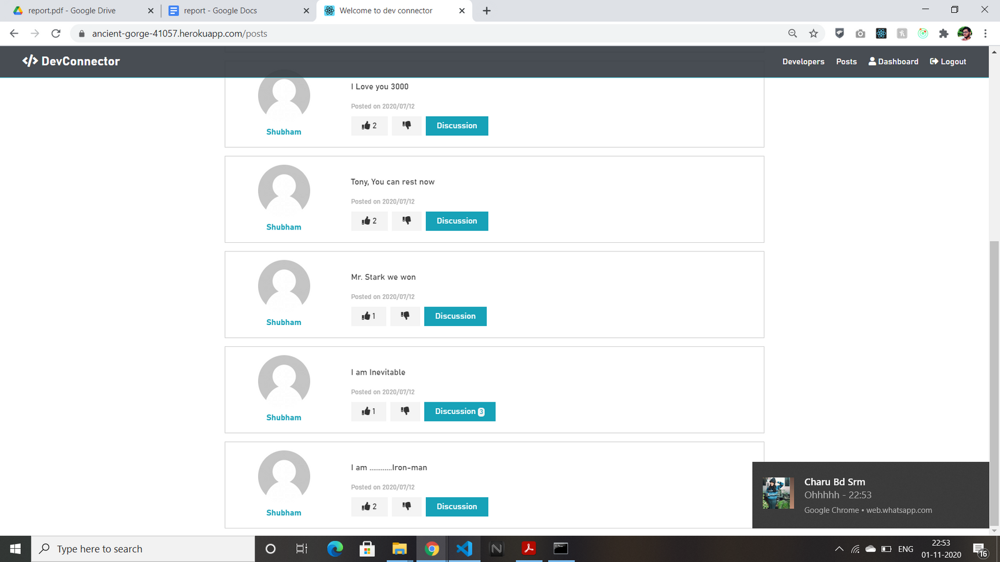 report.pdf - Google Drive
report - Google Docs
Welcome to dev connector
ancient-gorge-41057.herokuapp.com/posts
</> DevConnector
Developers Posts Dashboard Logout
I Love you 3000
Posted on 2020/07/12
2 Discussion
Shubham
Tony, You can rest now
Posted on 2020/07/12
2 Discussion
Shubham
Mr. Stark we won
Posted on 2020/07/12
1 Discussion
Shubham
I am Inevitable
Posted on 2020/07/12
1 Discussion 3
Shubham
I am ............Iron-man
Posted on 2020/07/12
2 Discussion
Shubham
Charu Bd Srm
Ohhhhh - 22:53
Google Chrome • web.whatsapp.com
Type here to search
ENG
22:53
01-11-2020
16